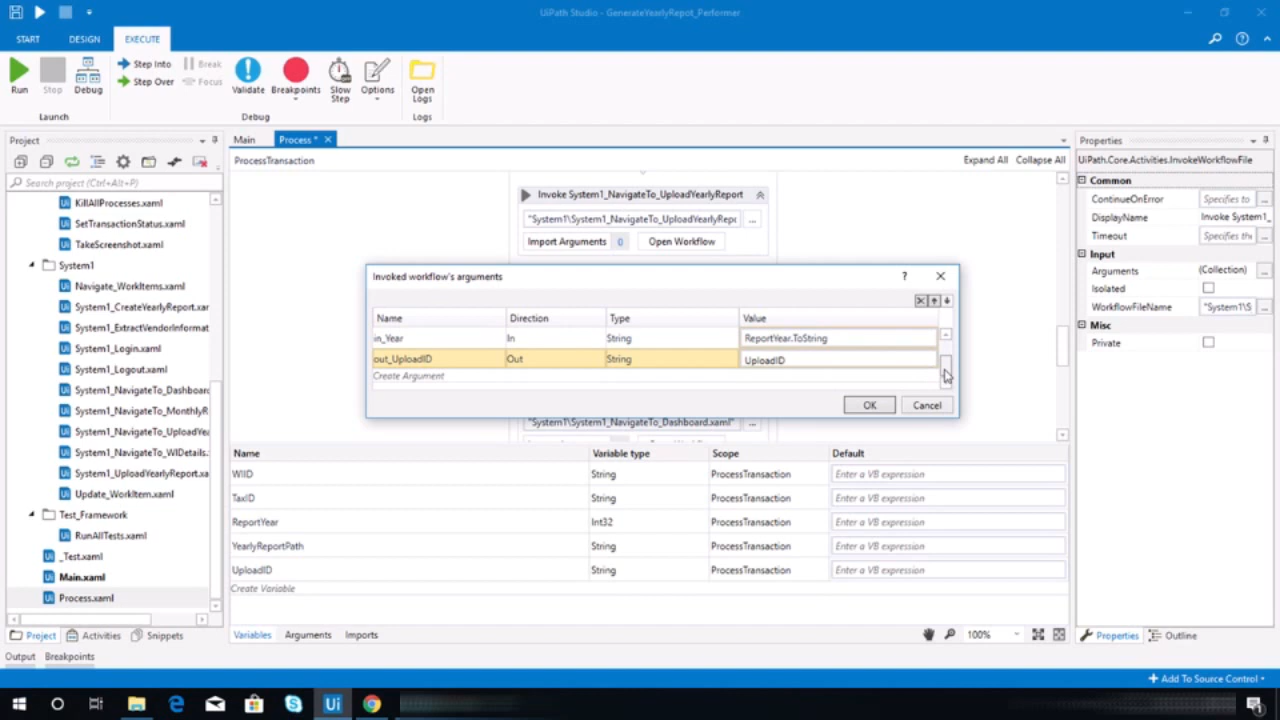 UiPath Studio - GenerateYearlyRepot_Performer
START DESIGN EXECUTE
Step Into Break
Step Over Focus
Run Stop Debug Validate Breakpoints Slow Step Options Open Logs
Launch Debug Logs
Project
Search project (Ctrl+Alt+P)
KillAllProcesses.xaml
SetTransactionStatus.xaml
TakeScreenshot.xaml
System1
Navigate_WorkItems.xaml
System1_CreateYearlyReport.xar
System1_ExtractVendorInformat
System1_Login.xaml
System1_Logout.xaml
System1_NavigateTo_Dashboard
System1_NavigateTo_MonthlyR
System1_NavigateTo_UploadYea
System1_NavigateTo_WIDetails.
System1_UploadYearlyReport.xa
Update_WorkItem.xaml
Test_Framework
RunAllTests.xaml
_Test.xaml
Main.xaml
Process.xaml
Project Activities Snippets
Output Breakpoints
Main Process *
ProcessTransaction Expand All Collapse All
Invoke System1_NavigateTo_UploadYearlyReport
"System1\System1_NavigateTo_UploadYearlyRepo ...
Import Arguments 0 Open Workflow
Invoked workflow's arguments ?
Name Direction Type Value
in_Year In String ReportYear.ToString
out_UploadID Out String UploadID
Create Argument
OK Cancel
"System1\System1_NavigateTo_Dashboard.xaml" ...
Name Variable type Scope Default
WIID String ProcessTransaction Enter a VB expression
TaxID String ProcessTransaction Enter a VB expression
ReportYear Int32 ProcessTransaction Enter a VB expression
YearlyReportPath String ProcessTransaction Enter a VB expression
UploadID String ProcessTransaction Enter a VB expression
Create Variable
Variables Arguments Imports 100%
Properties
UiPath.Core.Activities.InvokeWorkflowFile
Common
ContinueOnError Specifies to ...
DisplayName Invoke System1_
Timeout Specifies the ...
Input
Arguments (Collection) ...
Isolated
WorkflowFileName "System1\S ...
Misc
Private
Properties Outline
Add To Source Control